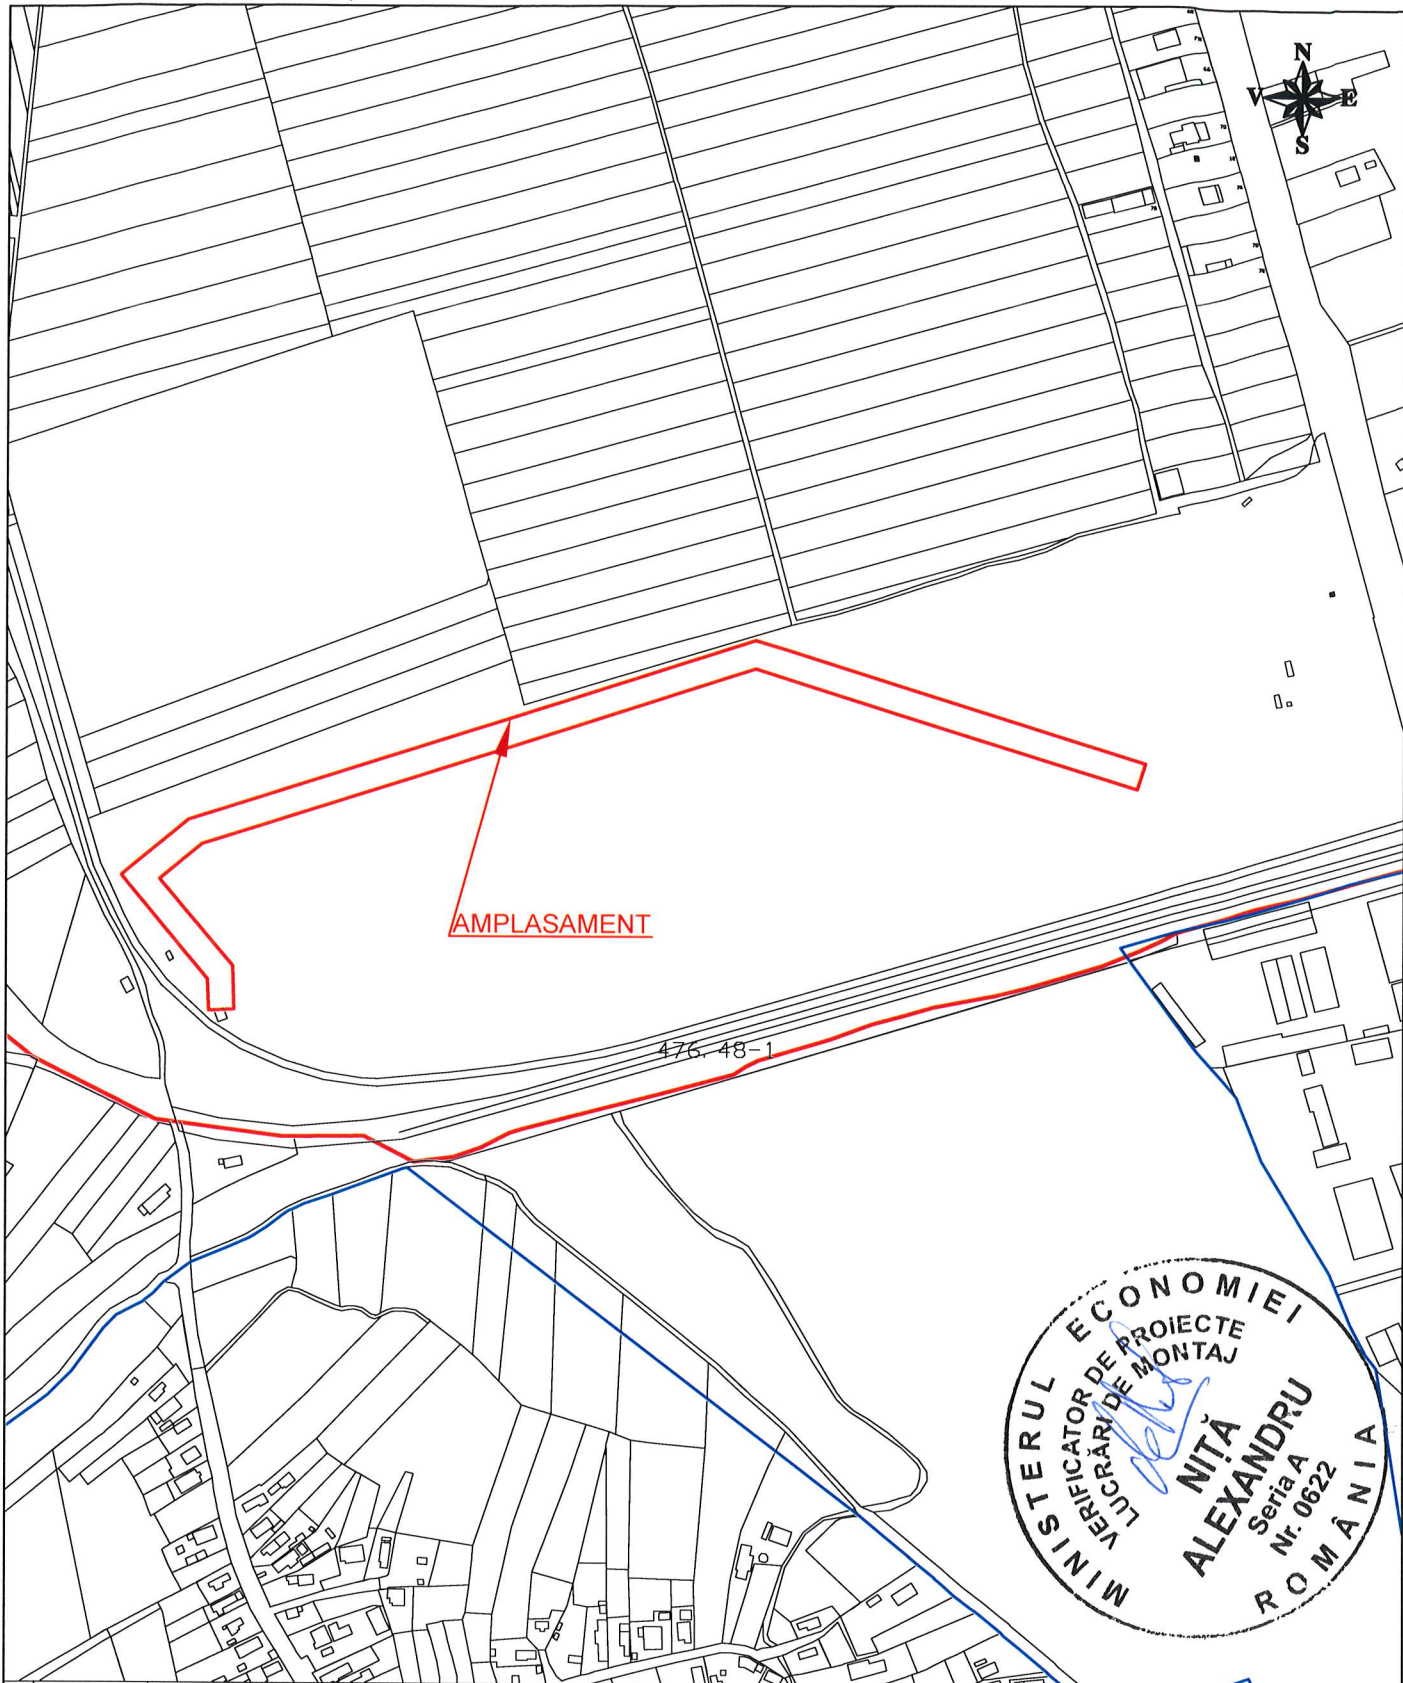 N
V E
S
AMPLASAMENT
476.48-1
MINISTERUL ECONOMIEI
VERIFICATOR DE PROIECTE
LUCRĂRI DE MONTAJ
NIȚĂ
ALEXANDRU
Seria A
Nr. 0622
ROMÂNIA